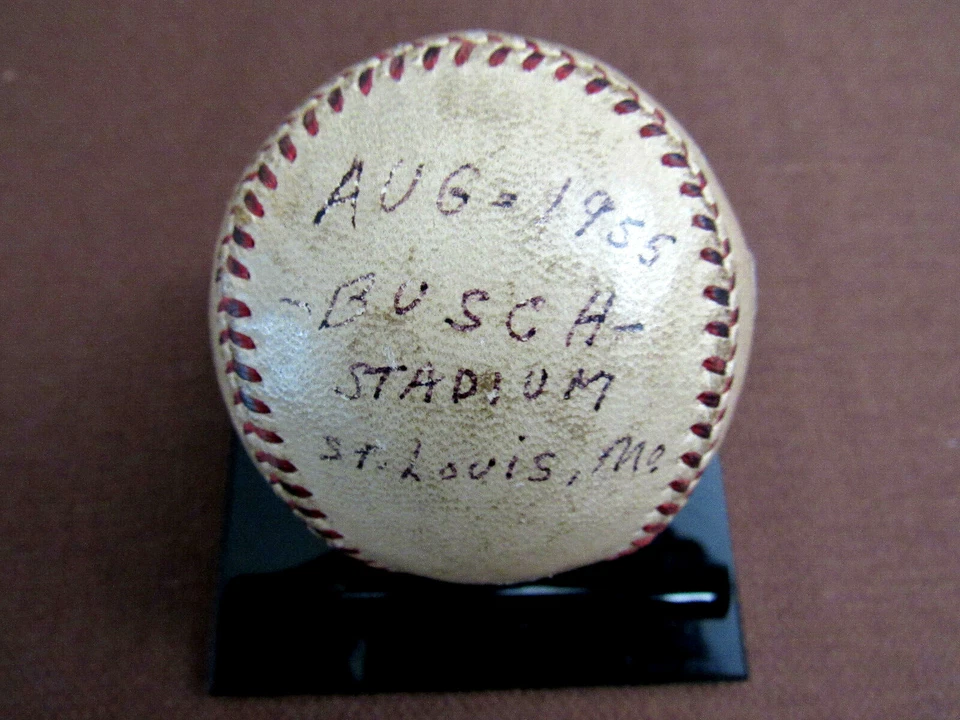 AUG-1955
-BUSCH-
STADIUM
ST. LOUIS, MO